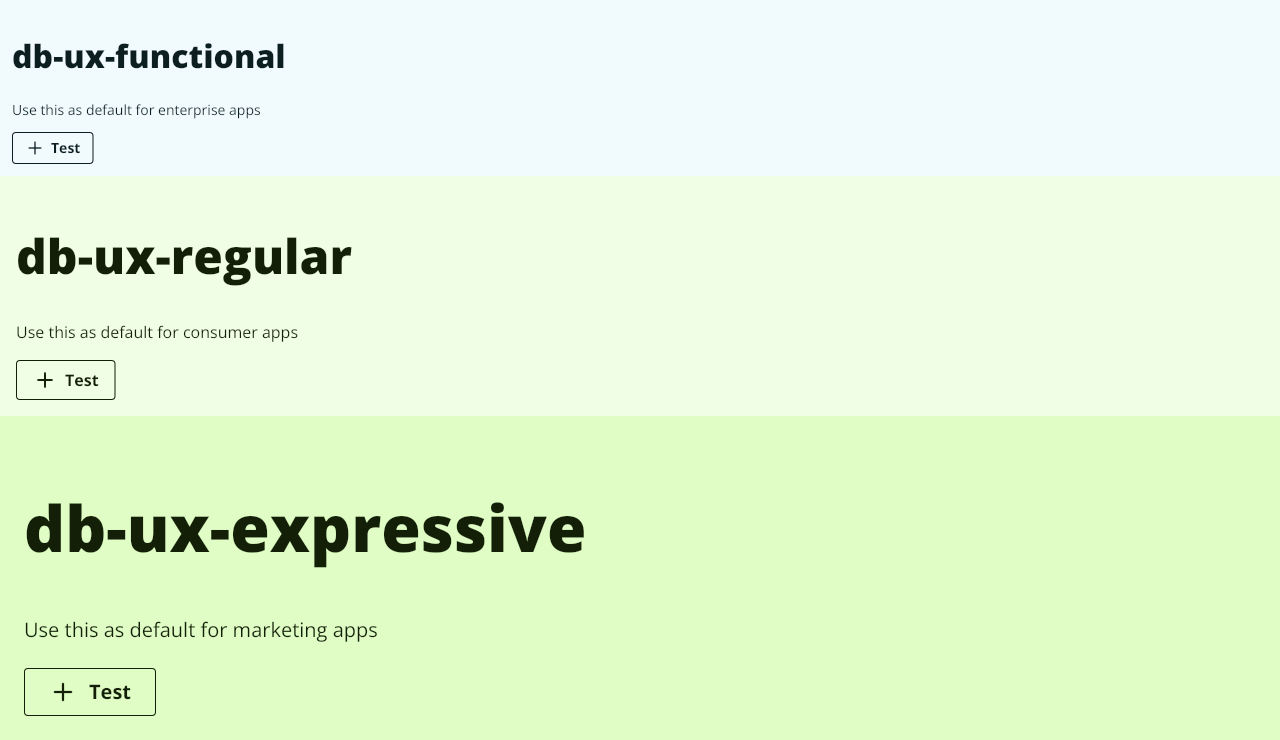 db-ux-functional
Use this as default for enterprise apps
Test
db-ux-regular
Use this as default for consumer apps
Test
db-ux-expressive
Use this as default for marketing apps
Test